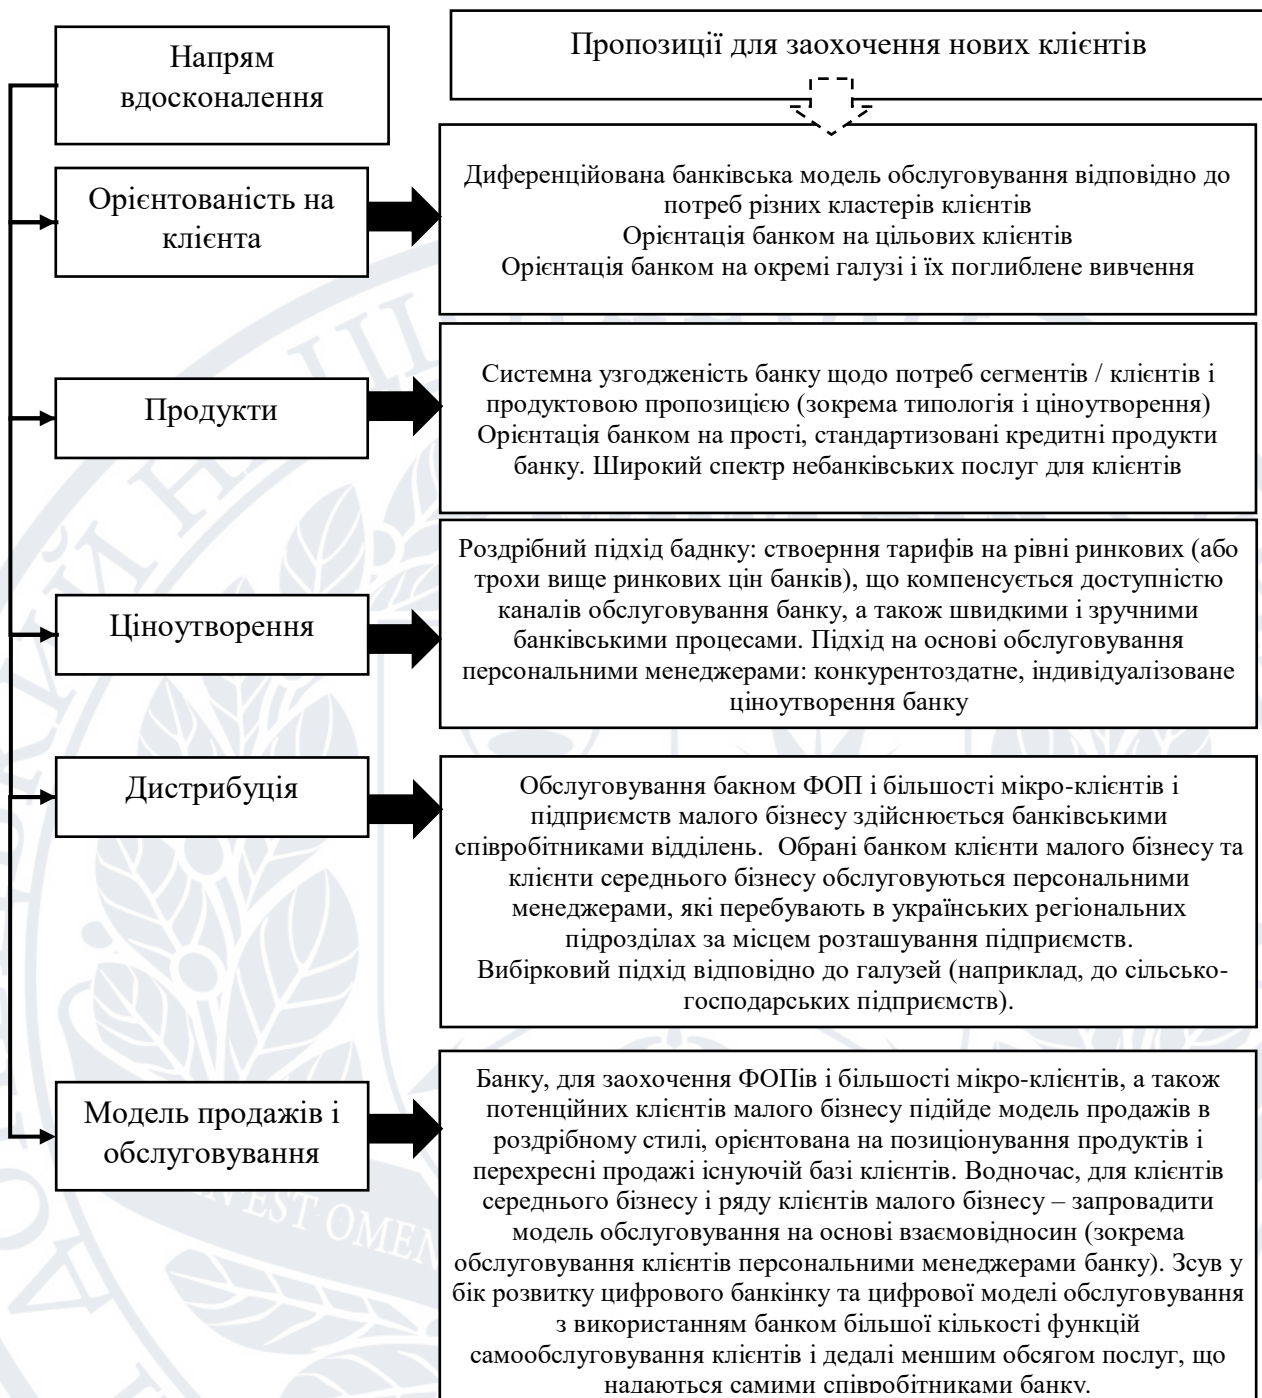 Напрям
вдосконалення
Пропозиції для заохочення нових клієнтів
Орієнтованість на
клієнта
Диференційована банківська модель обслуговування відповідно до
потреб різних кластерів клієнтів
Орієнтація банком на цільових клієнтів
Орієнтація банком на окремі галузі і їх поглиблене вивчення
Продукти
Системна узгодженість банку щодо потреб сегментів / клієнтів і
продуктовою пропозицією (зокрема типологія і ціноутворення)
Орієнтація банком на прості, стандартизовані кредитні продукти
банку. Широкий спектр небанківських послуг для клієнтів
Ціноутворення
Роздрібний підхід баднку: ствоерння тарифів на рівні ринкових (або
трохи вище ринкових цін банків), що компенсується доступністю
каналів обслуговування банку, а також швидкими і зручними
банківськими процесами. Підхід на основі обслуговування
персональними менеджерами: конкурентоздатне, індивідуалізоване
ціноутворення банку
Дистрибуція
Обслуговування бакном ФОП і більшості мікро-клієнтів і
підприємств малого бізнесу здійснюється банківськими
співробітниками відділень.  Обрані банком клієнти малого бізнесу та
клієнти середнього бізнесу обслуговуються персональними
менеджерами, які перебувають в українських регіональних
підрозділах за місцем розташування підприємств.
Вибірковий підхід відповідно до галузей (наприклад, до сільсько-
господарських підприємств).
Модель продажів і
обслуговування
Банку, для заохочення ФОПів і більшості мікро-клієнтів, а також
потенційних клієнтів малого бізнесу підійде модель продажів в
роздрібному стилі, орієнтована на позиціонування продуктів і
перехресні продажі існуючій базі клієнтів. Водночас, для клієнтів
середнього бізнесу і ряду клієнтів малого бізнесу – запровадити
модель обслуговування на основі взаємовідносин (зокрема
обслуговування клієнтів персональними менеджерами банку). Зсув у
бік розвитку цифрового банкінку та цифрової моделі обслуговування
з використанням банком більшої кількості функцій
самообслуговування клієнтів і дедалі меншим обсягом послуг, що
надаються самими співробітниками банку.